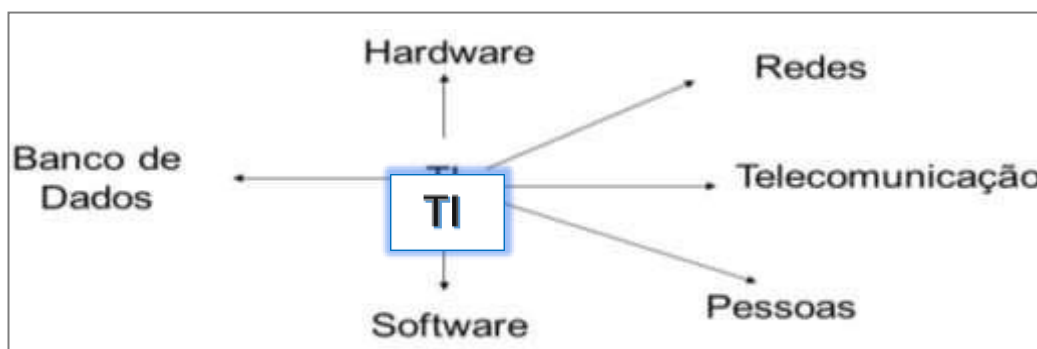 Hardware
Redes
Banco de
Dados
TI
Telecomunicação
Software
Pessoas